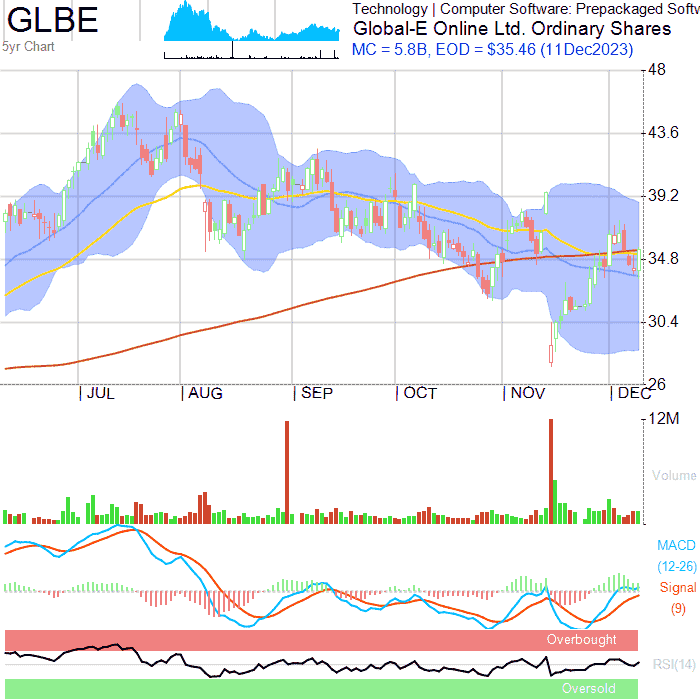 GLBE
5yr Chart
Technology | Computer Software: Prepackaged Softw
Global-E Online Ltd. Ordinary Shares
MC = 5.8B, EOD = $35.46 (11Dec2023)
48
43.6
39.2
34.8
30.4
26
JUL AUG SEP OCT NOV DEC
12M
Volume
MACD
(12-26)
Signal
(9)
Overbought
RSI(14)
Oversold